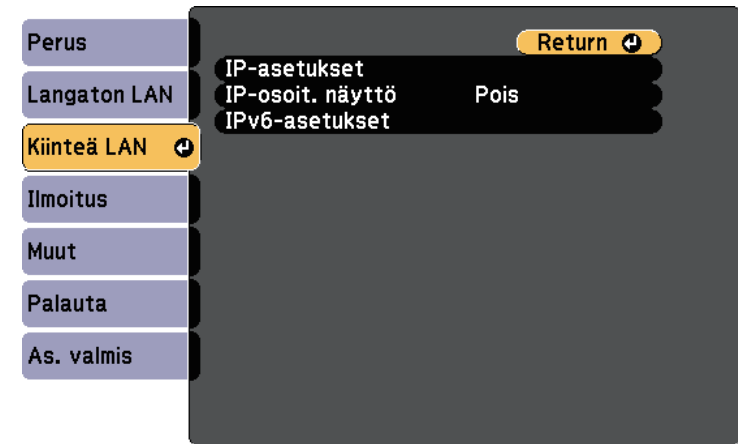 Perus
Langaton LAN
Kiinteä LAN
Ilmoitus
Muut
Palauta
As. valmis
Return
IP-asetukset
IP-osoit. näyttö Pois
IPv6-asetukset